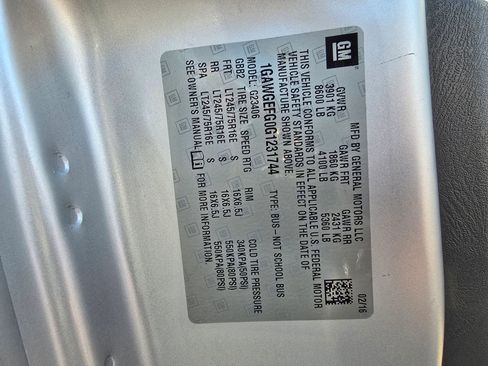 GM
MFD BY GENERAL MOTORS LLC
02/16
GVWR GAWR FRT GAWR RR
3901 KG 1860 KG 2431 KG
8600 LB 4100 LB 5360 LB
THIS VEHICLE CONFORMS TO ALL APPLICABLE U.S. FEDERAL MOTOR
VEHICLE SAFETY STANDARDS IN EFFECT ON THE DATE OF
MANUFACTURE SHOWN ABOVE.
1GAWGEFG0G1231744 TYPE: BUS-NOT SCHOOL BUS
MODEL: G23406
GBB2 TIRE SIZE SPEED RTG RIM COLD TIRE PRESSURE
FRT LT245/75R16E S 16X6.5J 340KPA(50PSI)
RR LT245/75R16E S 16X6.5J 550KPA(80PSI)
SPA LT245/75R16E S 16X6.5J 550KPA(80PSI)
SEE OWNER'S MANUAL FOR MORE INFORMATION.